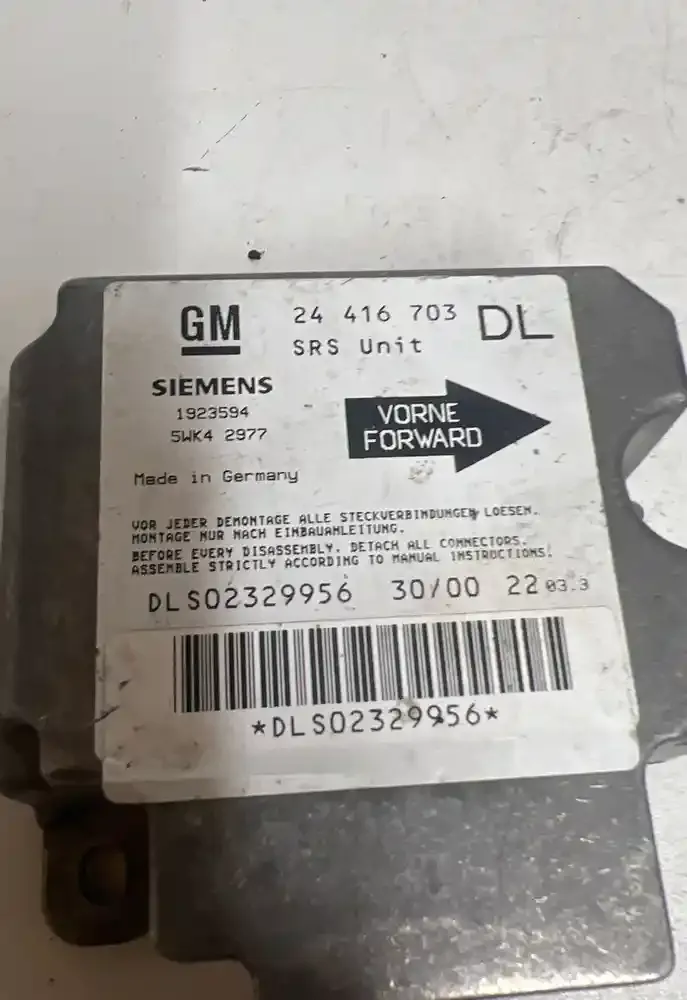 GM 24 416 703 DL
SRS Unit
SIEMENS
1923594
5WK4 2977
VORNE
FORWARD
Made in Germany
VOR JEDER DEMONTAGE ALLE STECKVERBINDUNGEN LOESEN.
MONTAGE NUR NACH EINBAUANLEITUNG.
BEFORE EVERY DISASSEMBLY. DETACH ALL CONNECTORS.
ASSEMBLE STRICTLY ACCORDING TO MANUAL INSTRUCTIONS!
DLS02329956 30/00 22 03.3
*DLS02329956*